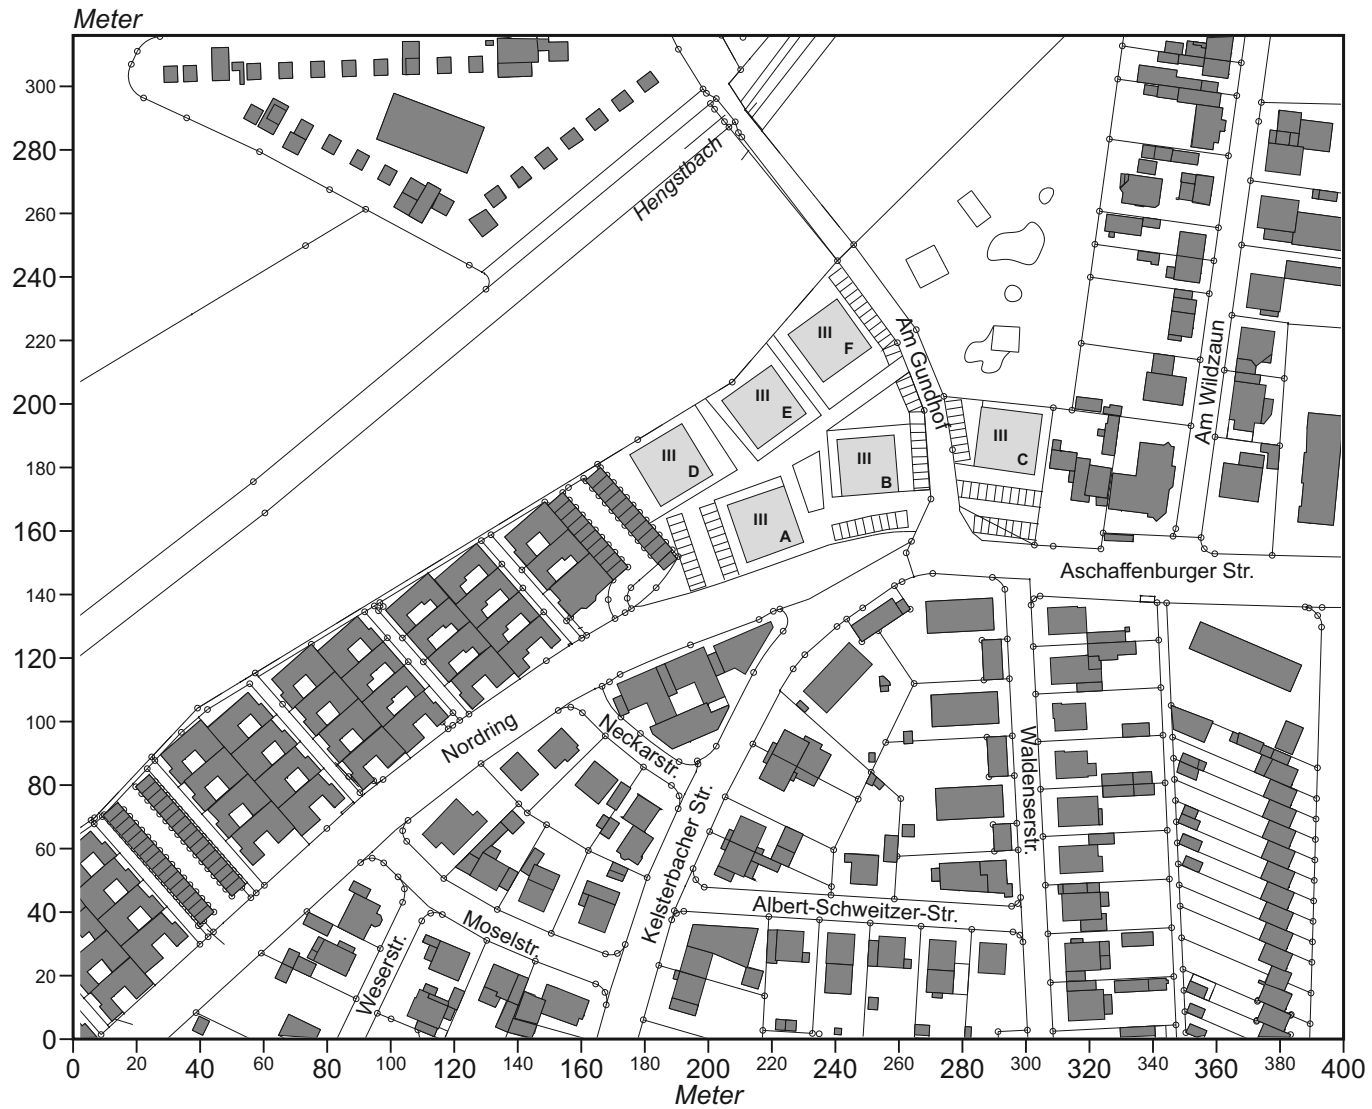 Meter
300
280
260
240
220
200
180
160
140
120
100
80
60
40
20
0
Hengstbach
Am Gundhof
Am Wildzaun
III F
III E
III D
III C
III B
III A
Aschaffenburger Str.
Nordring
Neckarstr.
Kelsterbacher Str.
Waldenserstr.
Albert-Schweitzer-Str.
Moselstr.
Weserstr.
0 20 40 60 80 100 120 140 160 180 200 220 240 260 280 300 320 340 360 380 400
Meter